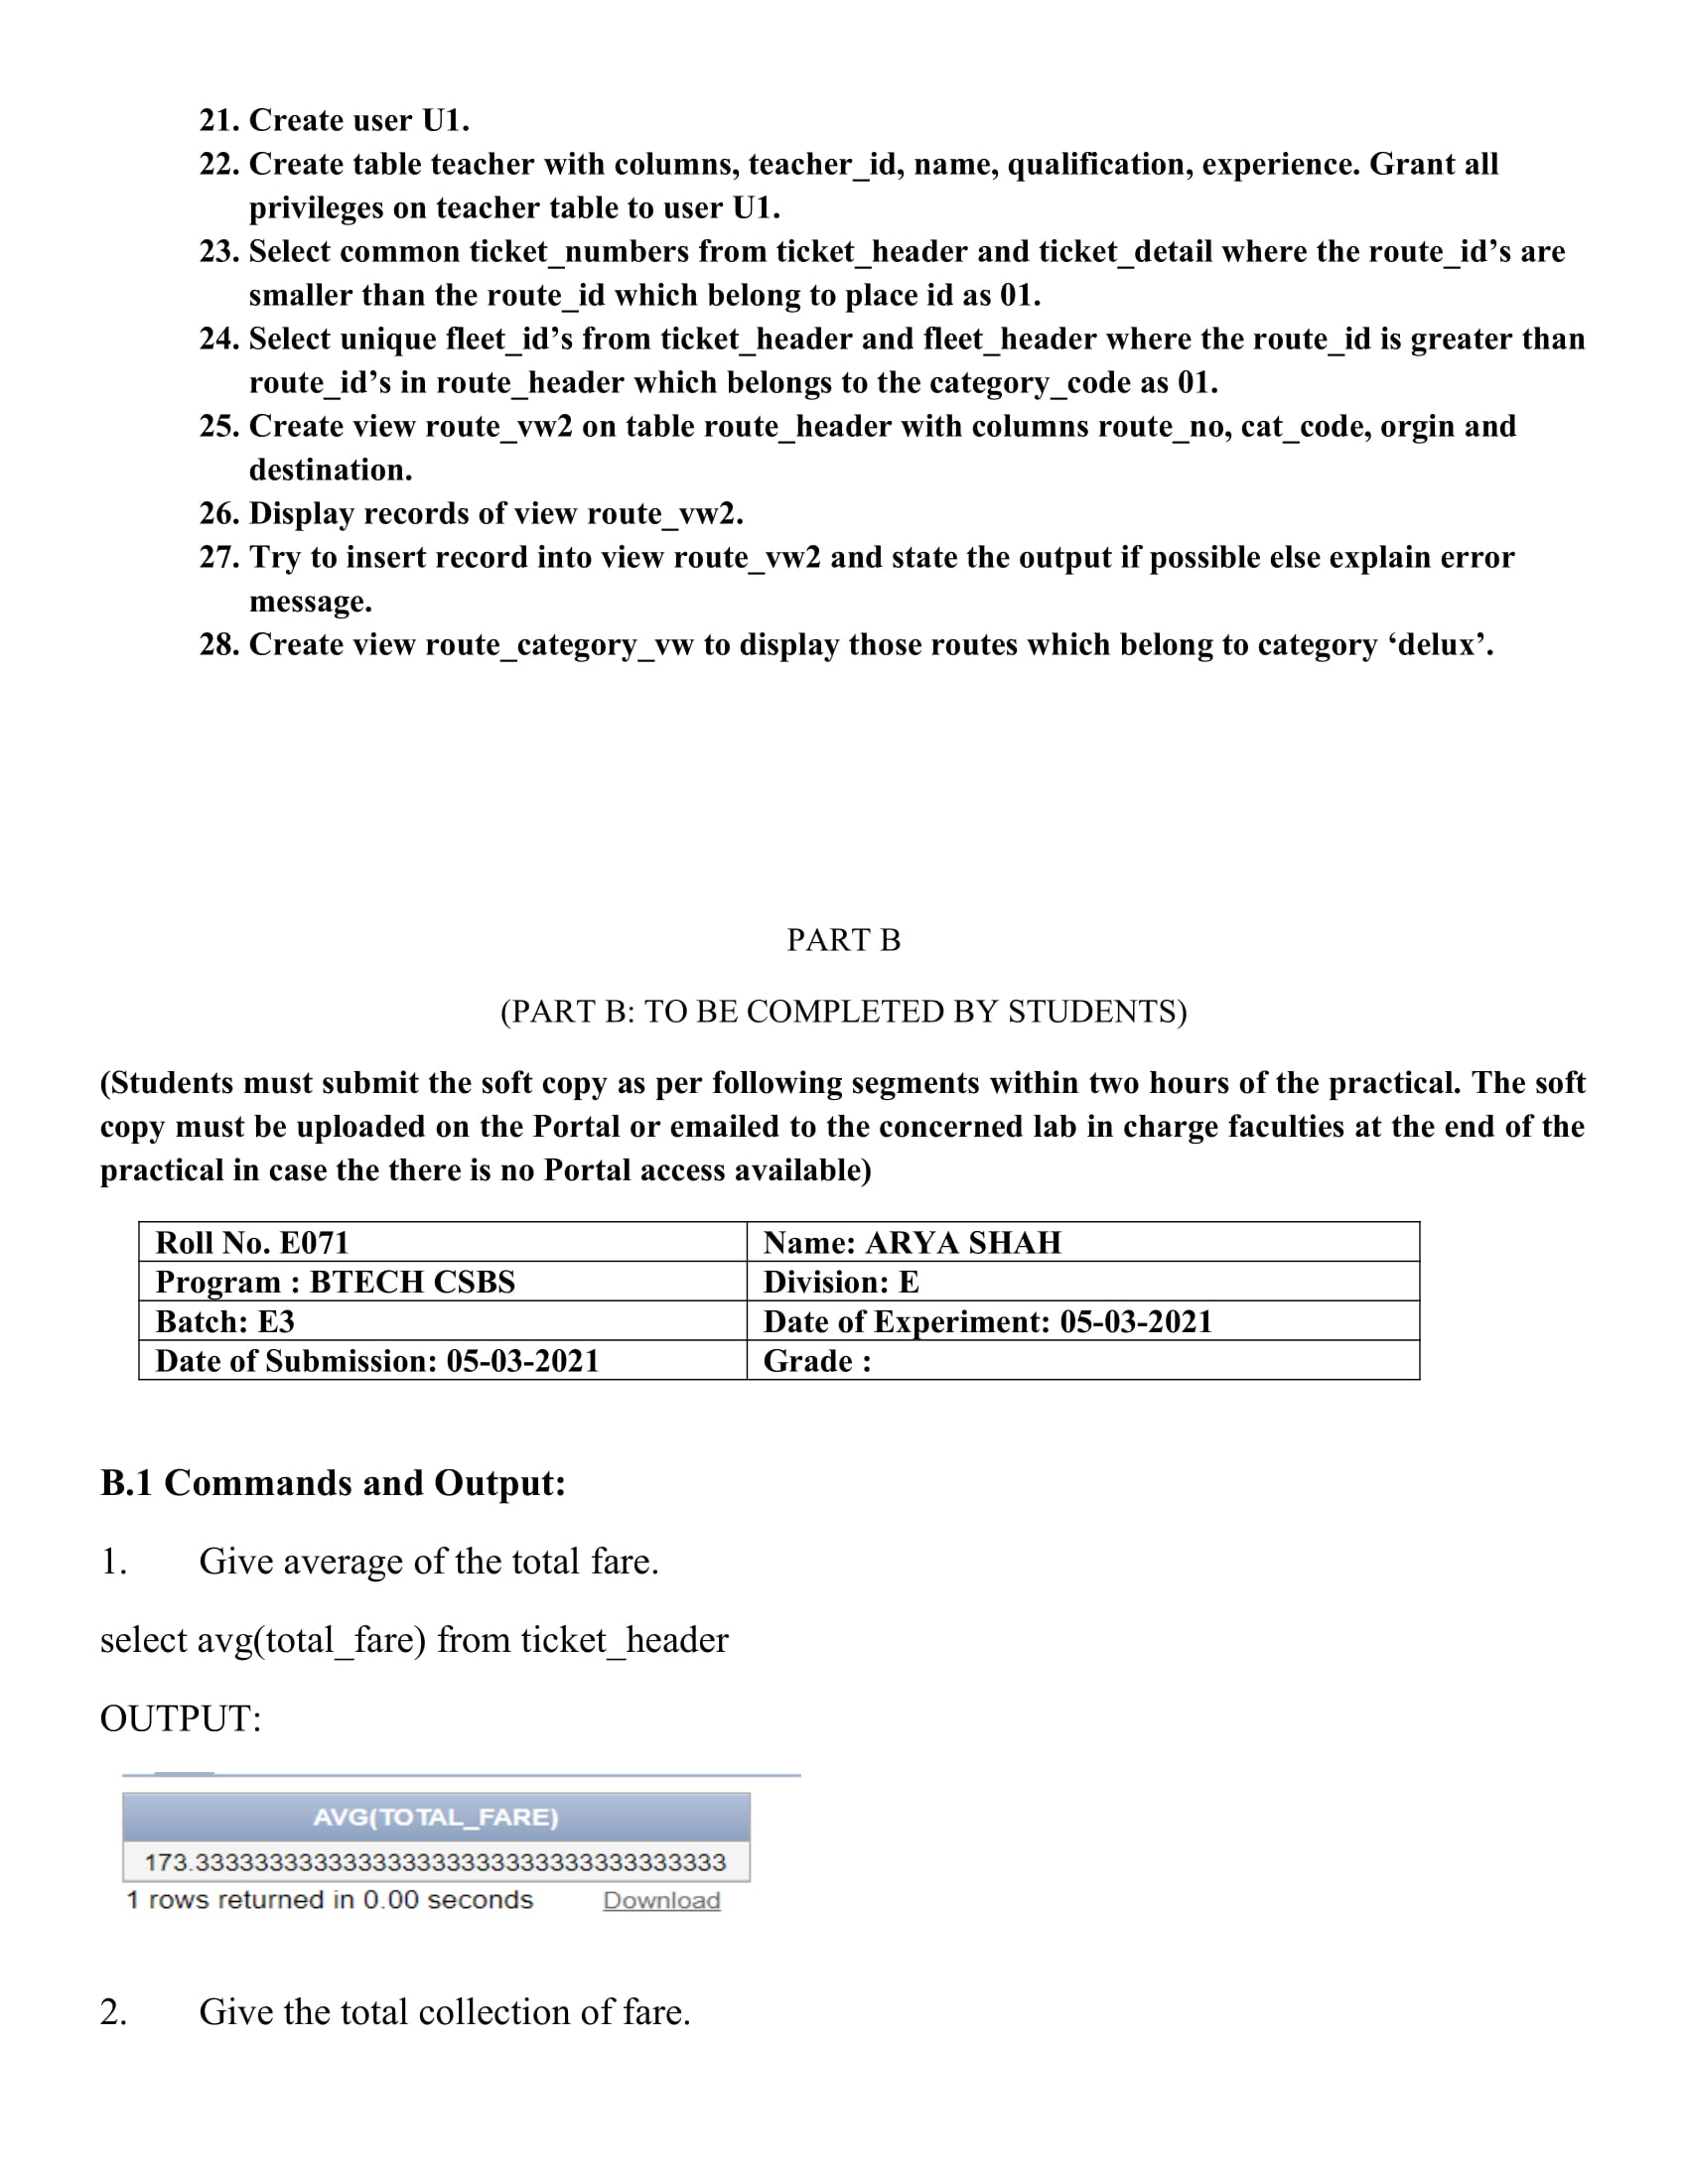 21. Create user U1.
22. Create table teacher with columns, teacher_id, name, qualification, experience. Grant all
privileges on teacher table to user U1.
23. Select common ticket_numbers from ticket_header and ticket_detail where the route_id’s are
smaller than the route_id which belong to place id as 01.
24. Select unique fleet_id’s from ticket_header and fleet_header where the route_id is greater than
route_id’s in route_header which belongs to the category_code as 01.
25. Create view route_vw2 on table route_header with columns route_no, cat_code, orgin and
destination.
26. Display records of view route_vw2.
27. Try to insert record into view route_vw2 and state the output if possible else explain error
message.
28. Create view route_category_vw to display those routes which belong to category ‘delux’.
PART B
(PART B: TO BE COMPLETED BY STUDENTS)
(Students must submit the soft copy as per following segments within two hours of the practical. The soft
copy must be uploaded on the Portal or emailed to the concerned lab in charge faculties at the end of the
practical in case the there is no Portal access available)
Roll No. E071 Name: ARYA SHAH
Program : BTECH CSBS Division: E
Batch: E3 Date of Experiment: 05-03-2021
Date of Submission: 05-03-2021 Grade :
B.1 Commands and Output:
1. Give average of the total fare.
select avg(total_fare) from ticket_header
OUTPUT:
AVG(TOTAL_FARE)
173.333333333333333333333333333333333333
1 rows returned in 0.00 seconds Download
2. Give the total collection of fare.